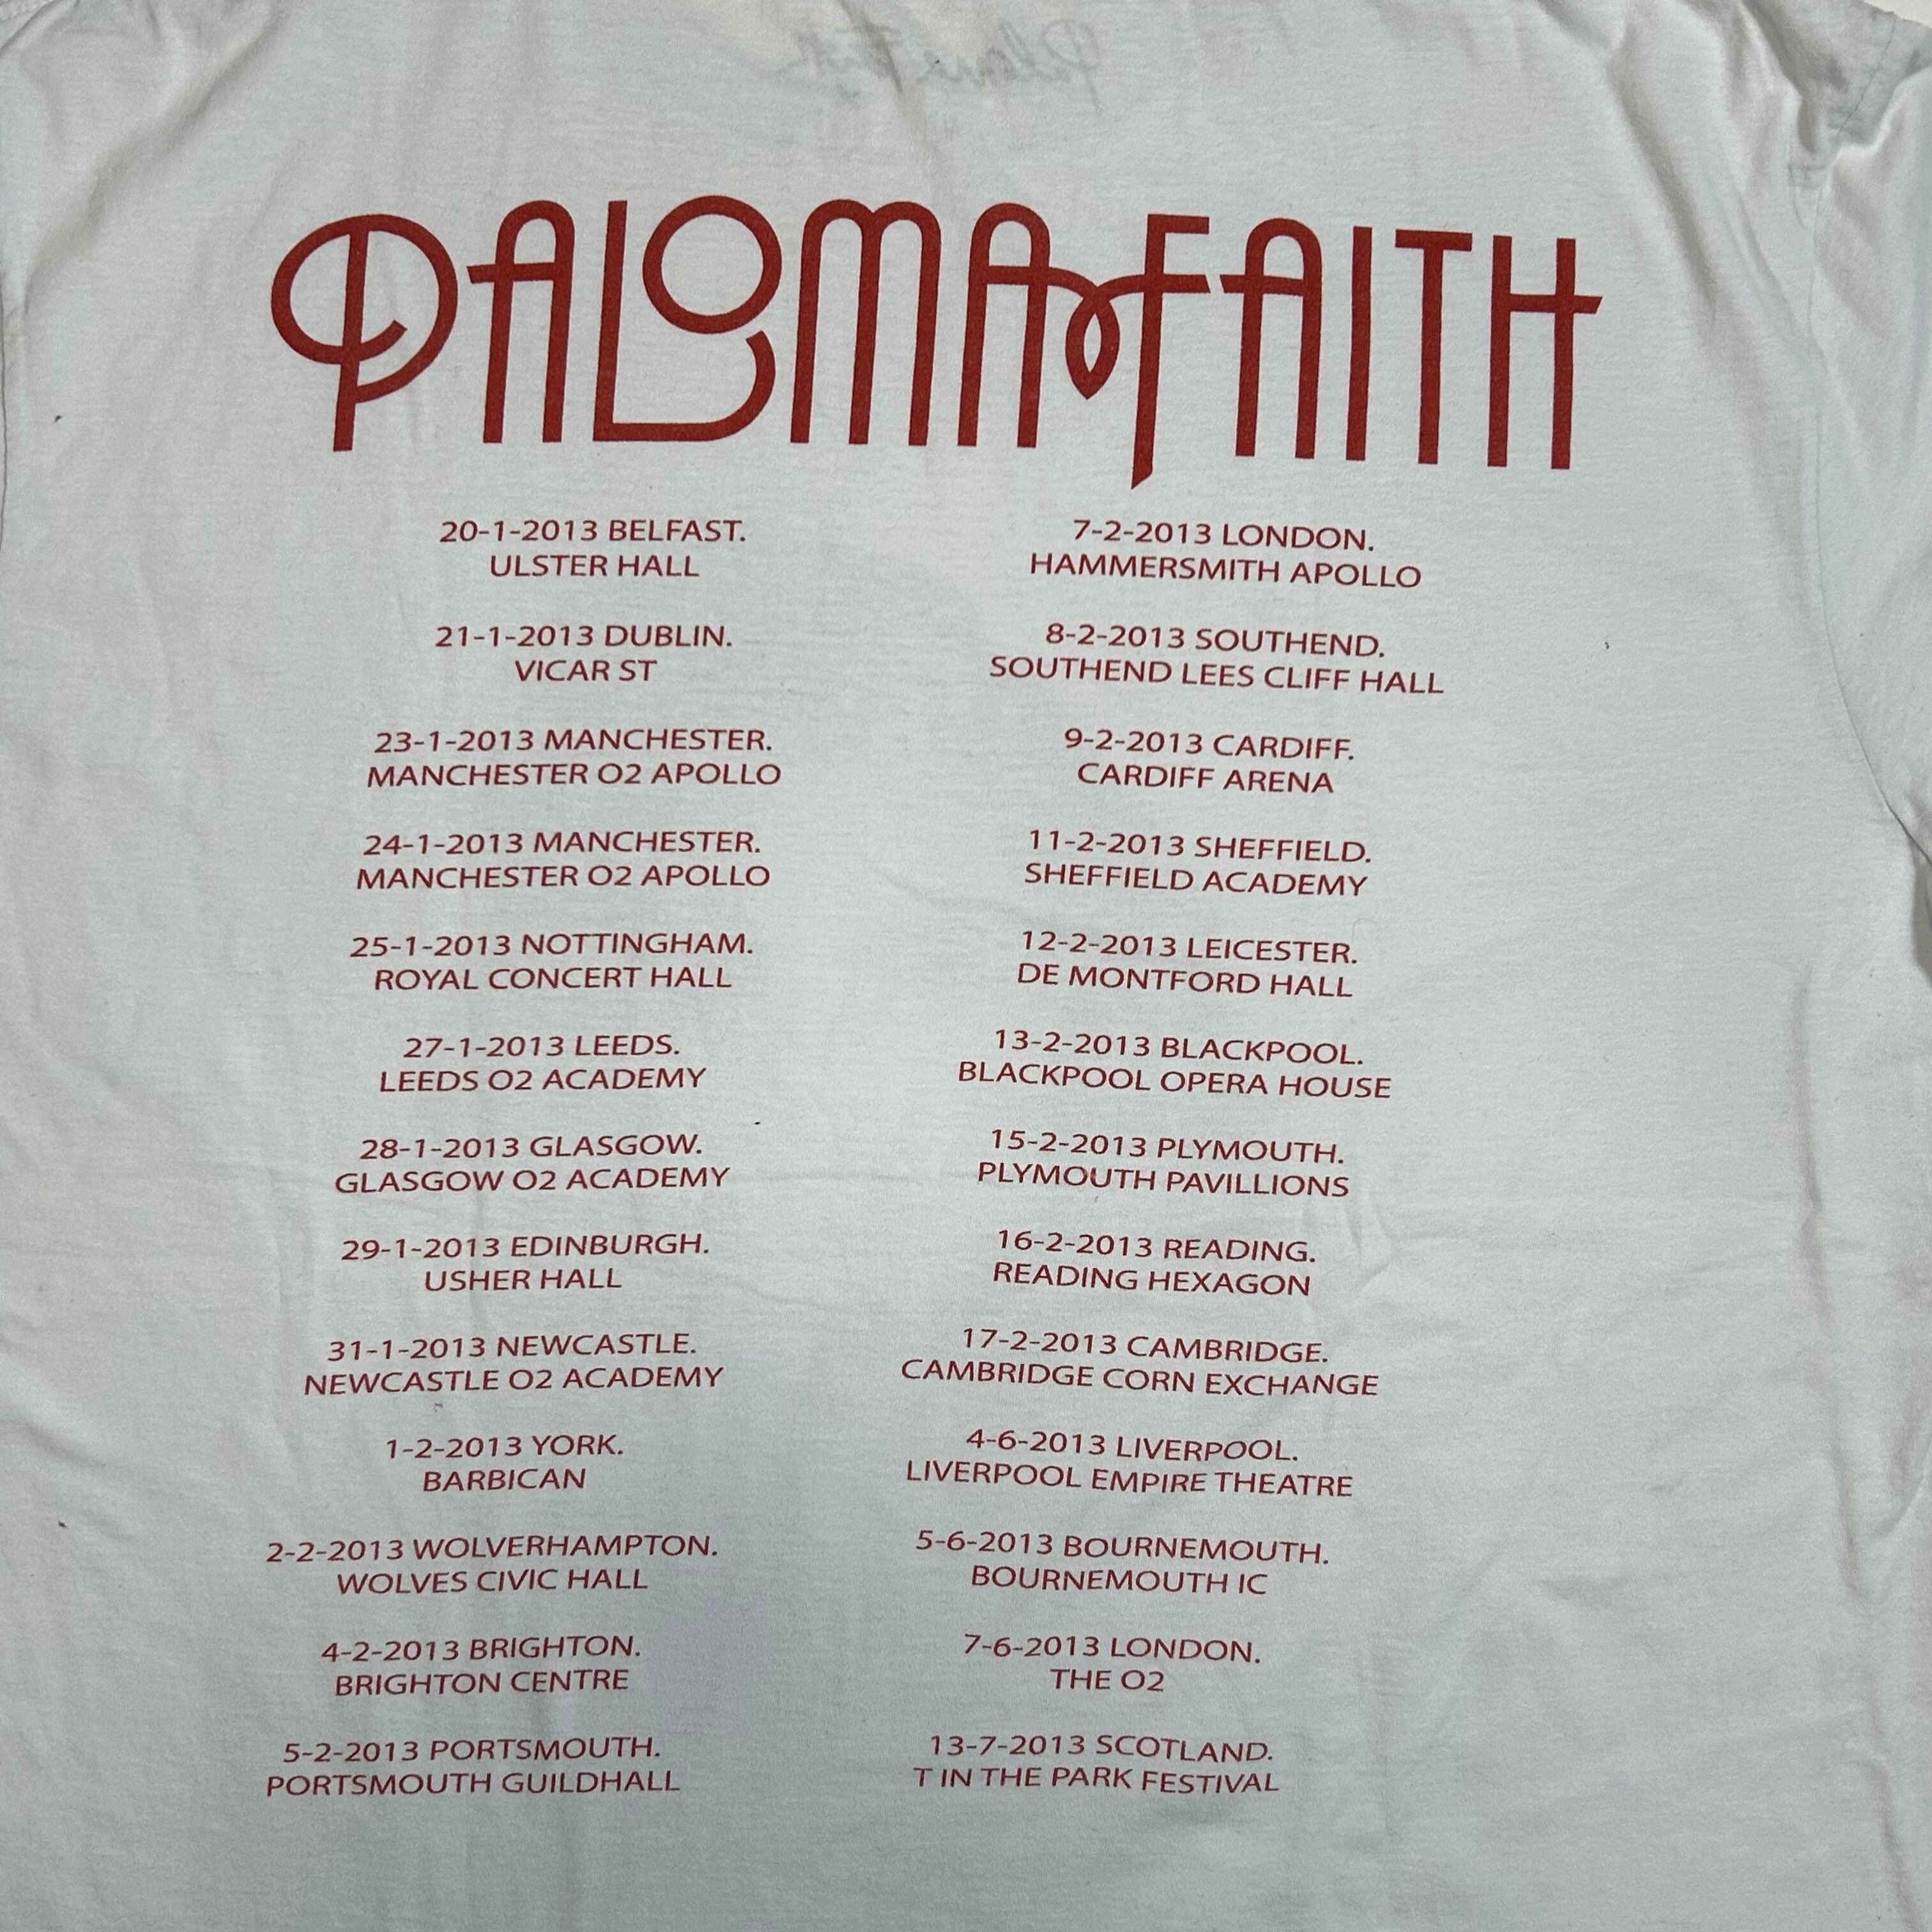 Paloma Faith
PALOMA FAITH
20-1-2013 BELFAST.
ULSTER HALL
21-1-2013 DUBLIN.
VICAR ST
23-1-2013 MANCHESTER.
MANCHESTER O2 APOLLO
24-1-2013 MANCHESTER.
MANCHESTER O2 APOLLO
25-1-2013 NOTTINGHAM.
ROYAL CONCERT HALL
27-1-2013 LEEDS.
LEEDS O2 ACADEMY
28-1-2013 GLASGOW.
GLASGOW O2 ACADEMY
29-1-2013 EDINBURGH.
USHER HALL
31-1-2013 NEWCASTLE.
NEWCASTLE O2 ACADEMY
1-2-2013 YORK.
BARBICAN
2-2-2013 WOLVERHAMPTON.
WOLVES CIVIC HALL
4-2-2013 BRIGHTON.
BRIGHTON CENTRE
5-2-2013 PORTSMOUTH.
PORTSMOUTH GUILDHALL
7-2-2013 LONDON.
HAMMERSMITH APOLLO
8-2-2013 SOUTHEND.
SOUTHEND LEES CLIFF HALL
9-2-2013 CARDIFF.
CARDIFF ARENA
11-2-2013 SHEFFIELD.
SHEFFIELD ACADEMY
12-2-2013 LEICESTER.
DE MONTFORD HALL
13-2-2013 BLACKPOOL.
BLACKPOOL OPERA HOUSE
15-2-2013 PLYMOUTH.
PLYMOUTH PAVILLIONS
16-2-2013 READING.
READING HEXAGON
17-2-2013 CAMBRIDGE.
CAMBRIDGE CORN EXCHANGE
4-6-2013 LIVERPOOL.
LIVERPOOL EMPIRE THEATRE
5-6-2013 BOURNEMOUTH.
BOURNEMOUTH IC
7-6-2013 LONDON.
THE O2
13-7-2013 SCOTLAND.
T IN THE PARK FESTIVAL